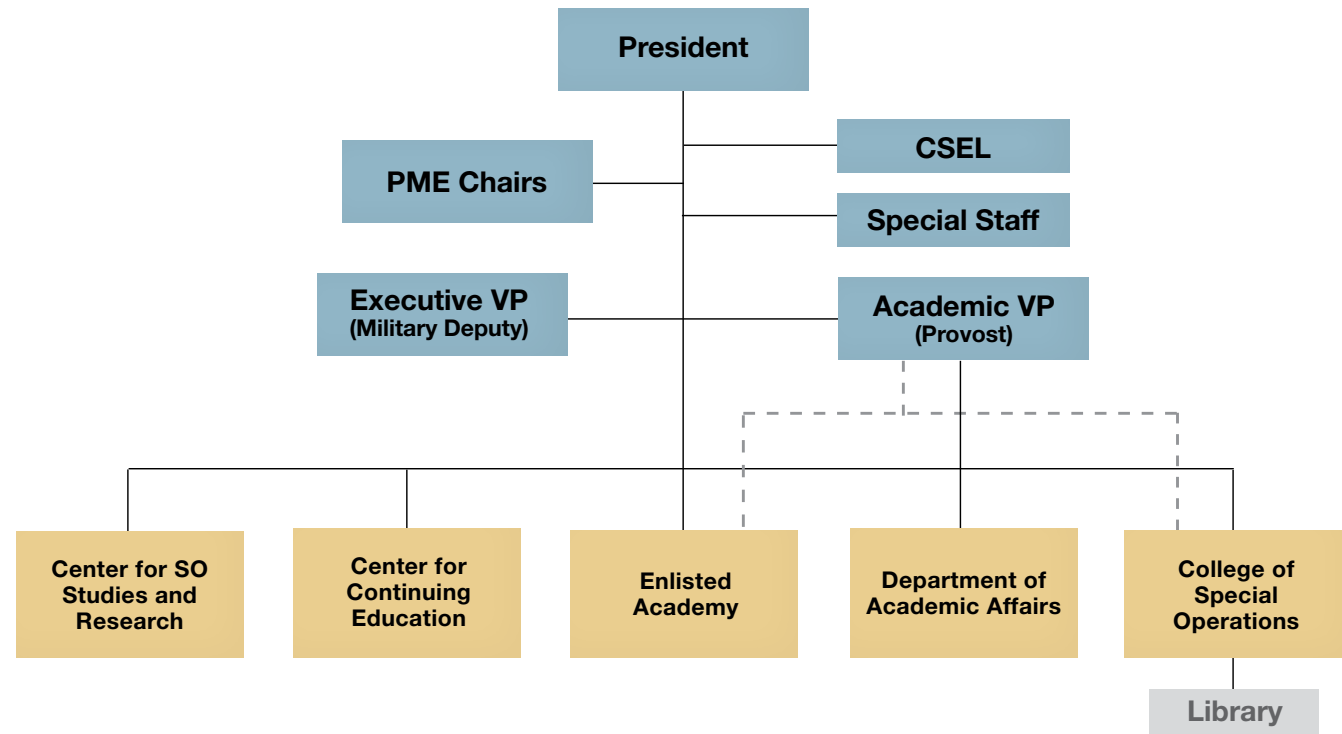 President
CSEL
PME Chairs
Special Staff
Executive VP
(Military Deputy)
Academic VP
(Provost)
Center for SO
Studies and
Research
Center for
Continuing
Education
Enlisted
Academy
Department of
Academic Affairs
College of
Special
Operations
Library